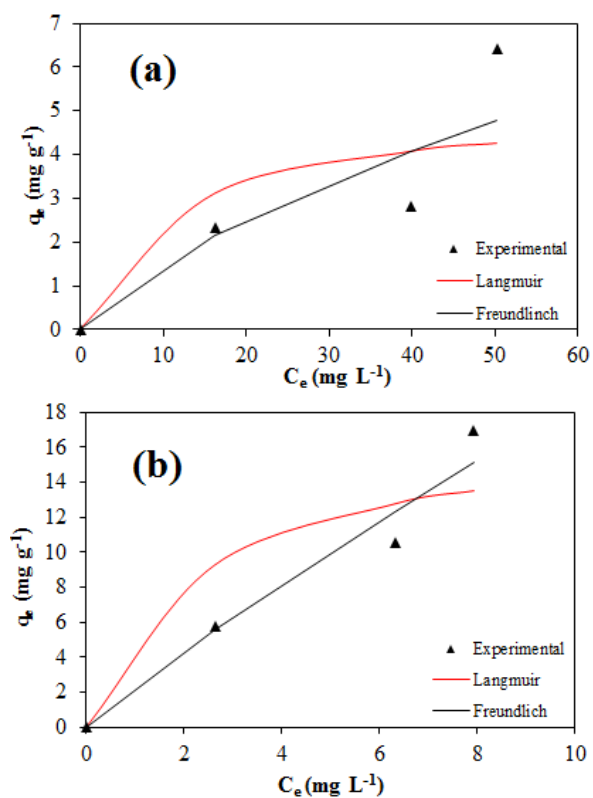 7
6
5
4
3
2
1
0
qe (mg g-1)
(a)
Experimental
Langmuir
Freundlinch
0 10 20 30 40 50 60
Ce (mg L-1)
18
16
14
12
10
8
6
4
2
0
qe (mg g-1)
(b)
Experimental
Langmuir
Freundlich
0 2 4 6 8 10
Ce (mg L-1)